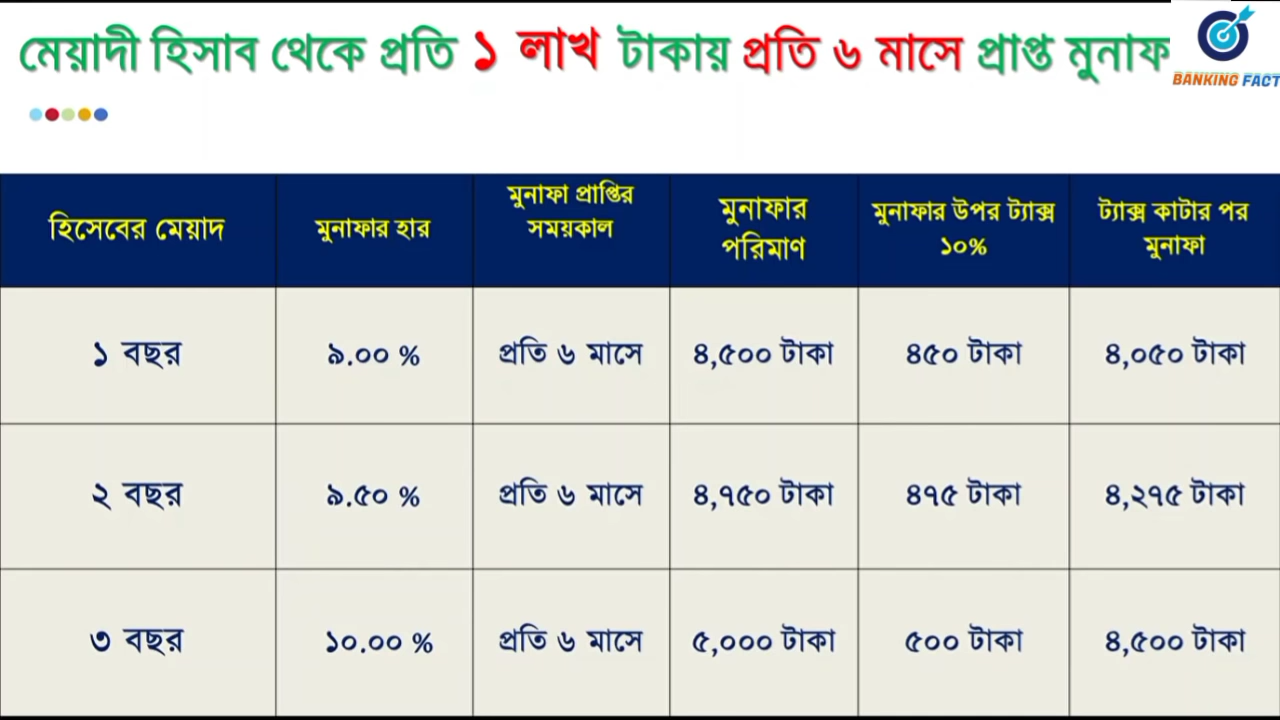 মেয়াদী হিসাব থেকে প্রতি ১ লাখ টাকায় প্রতি ৬ মাসে প্রাপ্ত মুনাফ
BANKING FACT
হিসেবের মেয়াদ
মুনাফার হার
মুনাফা প্রাপ্তির
সময়কাল
মুনাফার
পরিমাণ
মুনাফার উপর ট্যাক্স
১০%
ট্যাক্স কাটার পর
মুনাফা
১ বছর ৯.০০ % প্রতি ৬ মাসে ৪,৫০০ টাকা ৪৫০ টাকা ৪,০৫০ টাকা
২ বছর ৯.৫০ % প্রতি ৬ মাসে ৪,৭৫০ টাকা ৪৭৫ টাকা ৪,২৭৫ টাকা
৩ বছর ১০.০০ % প্রতি ৬ মাসে ৫,০০০ টাকা ৫০০ টাকা ৪,৫০০ টাকা